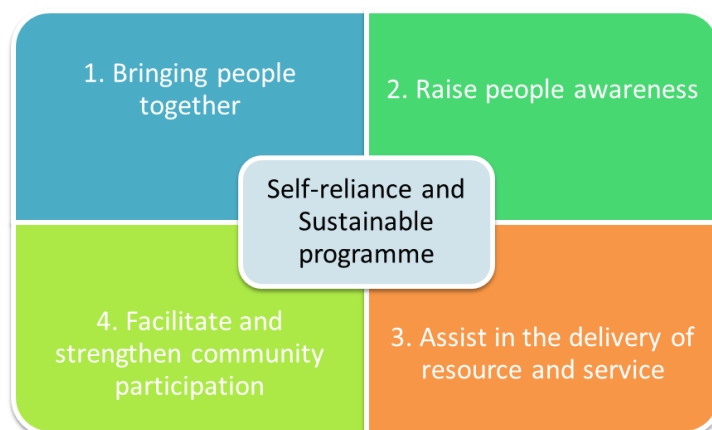 1. Bringing people
together
2. Raise people awareness
Self-reliance and
Sustainable
programme
4. Facilitate and
strengthen community
participation
3. Assist in the delivery of
resource and service